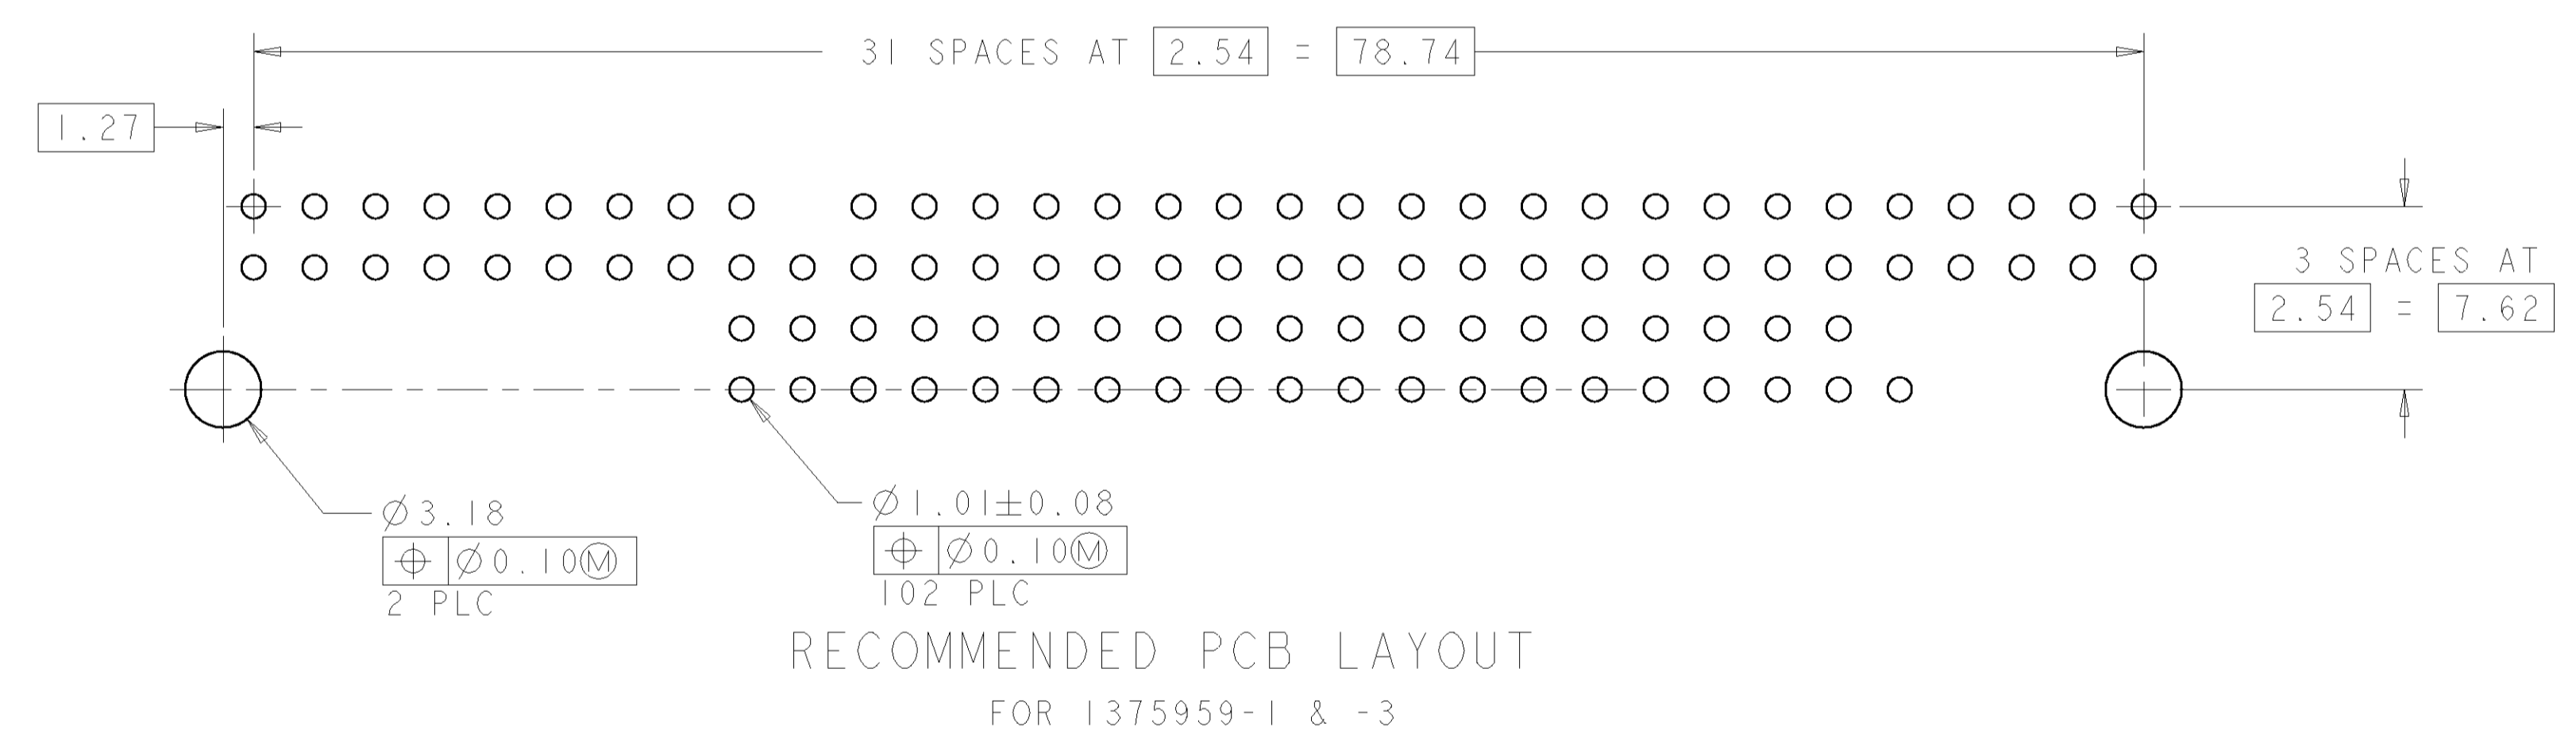 31 SPACES AT 2.54 = 78.74
1.27
3 SPACES AT
2.54 = 7.62
Ø3.18
⌖ Ø0.10Ⓜ
2 PLC
Ø1.01±0.08
⌖ Ø0.10Ⓜ
102 PLC
RECOMMENDED PCB LAYOUT
FOR 1375959-1 & -3